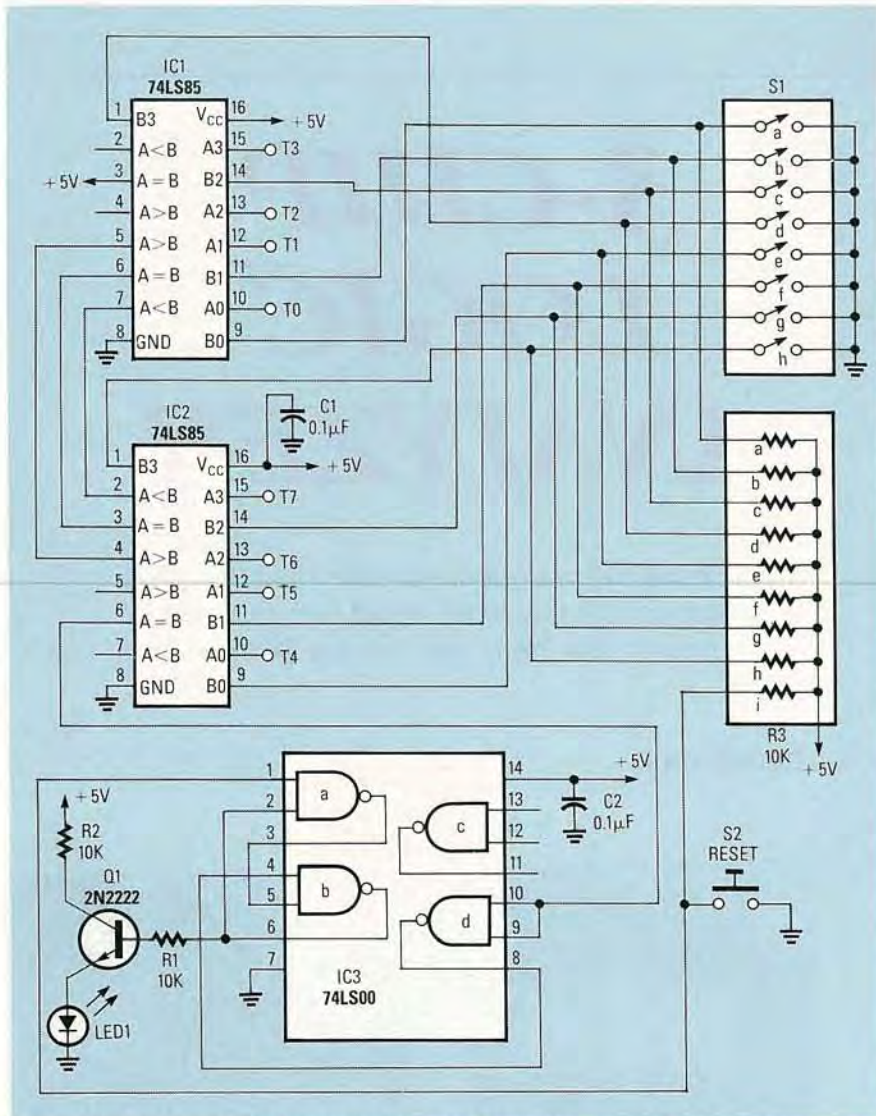 IC1
74LS85
1 B3 VCC 16 +5V
2 A<B A3 15 T3
+5V 3 A=B B2 14
4 A>B A2 13 T2
5 A>B A1 12 T1
6 A=B B1 11
7 A<B A0 10 T0
8 GND B0 9
S1
a
b
c
d
e
f
g
h
IC2
74LS85
C1
0.1μF
1 B3 VCC 16 +5V
2 A<B A3 15 T7
3 A=B B2 14
4 A>B A2 13 T6
5 A>B A1 12 T5
6 A=B B1 11
7 A<B A0 10 T4
8 GND B0 9
a
b
c
d
e
f
g
h
i
R3
10K
+5V
1 a 14 +5V
2 13
3 c 12
4 11
5 b 10
6 d 9
7 8
C2
0.1μF
IC3
74LS00
+5V
R2
10K
Q1
2N2222
R1
10K
LED1
S2
RESET